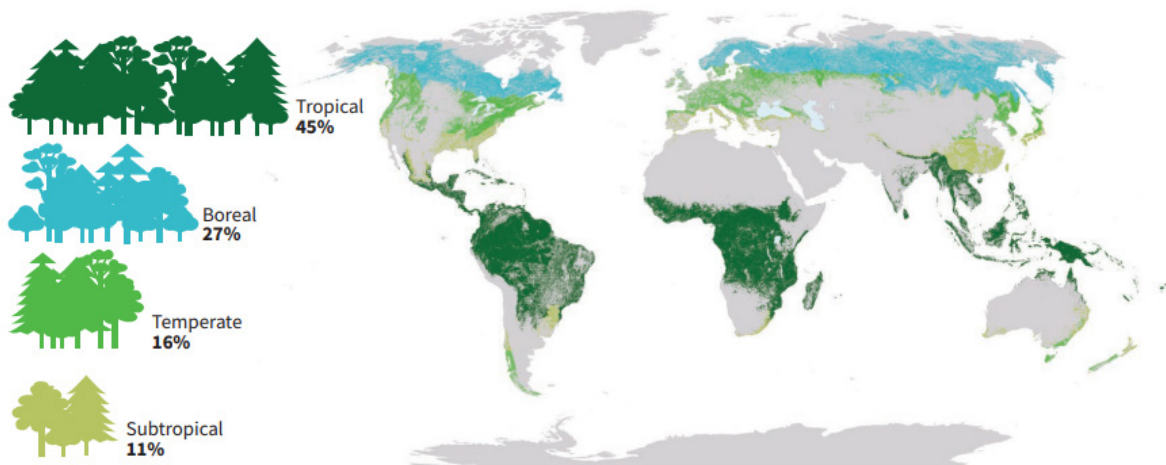 Tropical
45%
Boreal
27%
Temperate
16%
Subtropical
11%